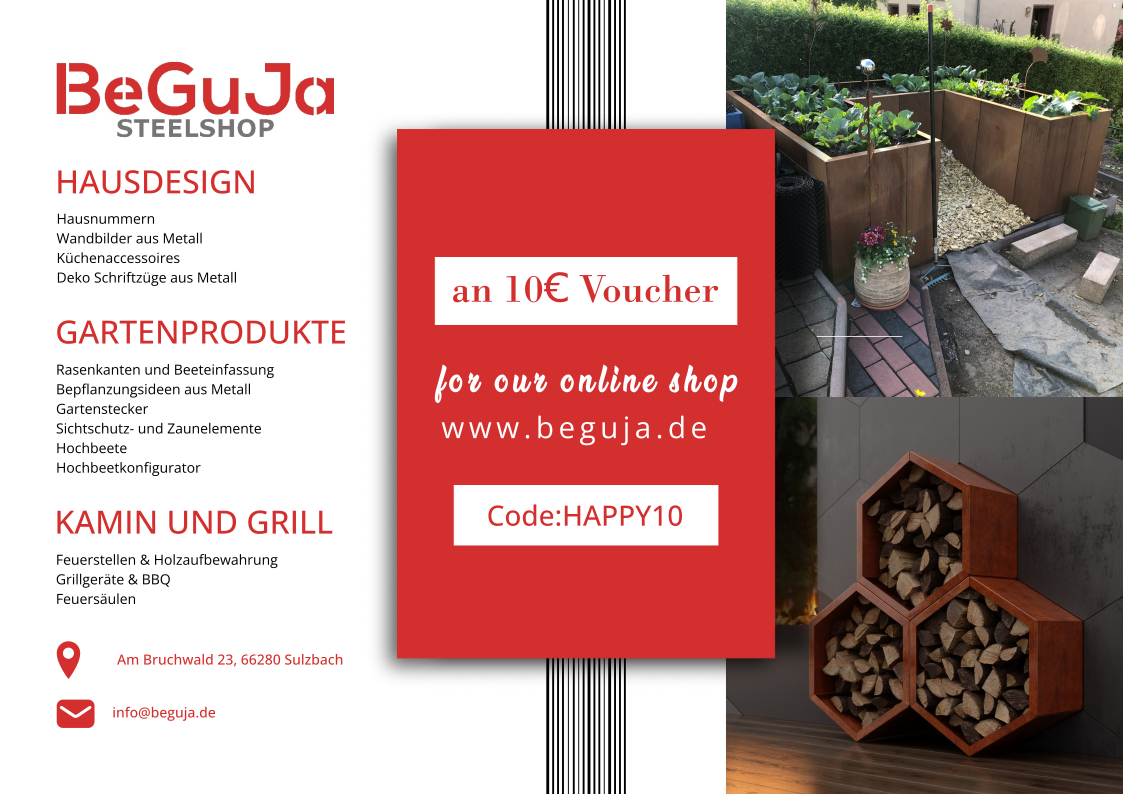 BeGuJa
STEELSHOP
HAUSDESIGN
Hausnummern
Wandbilder aus Metall
Küchenaccessoires
Deko Schriftzüge aus Metall
GARTENPRODUKTE
Rasenkanten und Beeteinfassung
Bepflanzungsideen aus Metall
Gartenstecker
Sichtschutz- und Zaunelemente
Hochbeete
Hochbeetkonfigurator
KAMIN UND GRILL
Feuerstellen & Holzaufbewahrung
Grillgeräte & BBQ
Feuersäulen
Am Bruchwald 23, 66280 Sulzbach
info@beguja.de
an 10€ Voucher
for our online shop
www.beguja.de
Code:HAPPY10